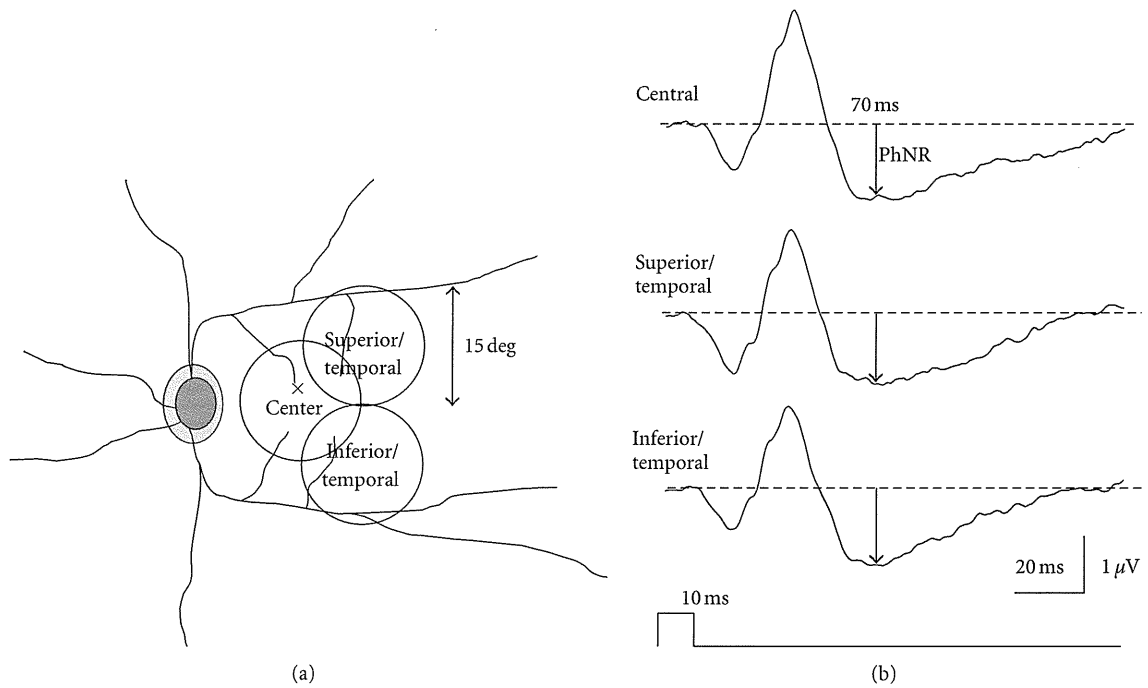 Superior/
temporal
Center
Inferior/
temporal
15 deg
(a)
Central
70 ms
PhNR
Superior/
temporal
Inferior/
temporal
20 ms
1 μV
10 ms
(b)